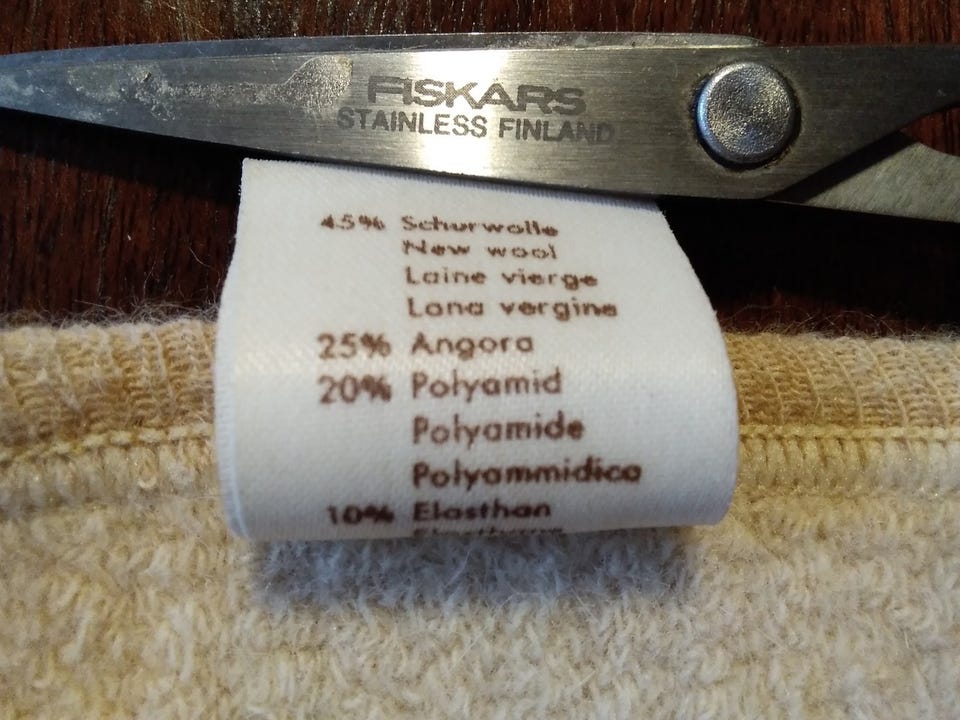 FISKARS
STAINLESS FINLAND
45% Schurwolle
New wool
Laine vierge
Lana vergine
25% Angora
20% Polyamid
Polyamide
Polyammidica
10% Elasthan